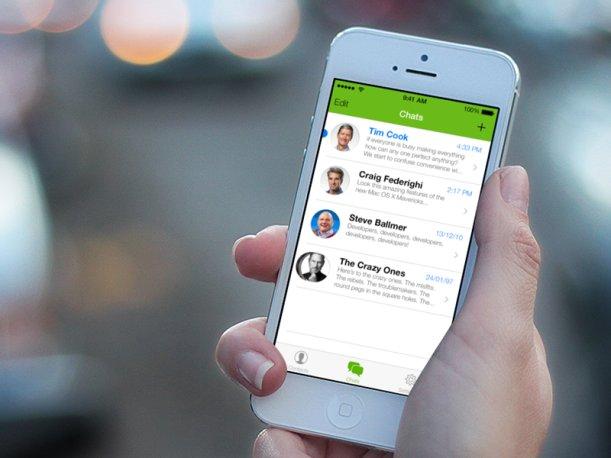 9:41 AM
100%
Edit
Chats
+
Tim Cook
4:33 PM
if everyone is busy making everything
how can any one perfect anything?
We start to confuse convenience wi...
Craig Federighi
2:17 PM
Look this amazing features of the
new Mac OS X Mavericks...
Steve Ballmer
13/12/10
Developers, developers, developers,
developers, developers!
The Crazy Ones
24/01/97
Here's to the crazy ones. The misfits.
The rebels. The troublemakers. The
round pegs in the square holes. The...
Chats